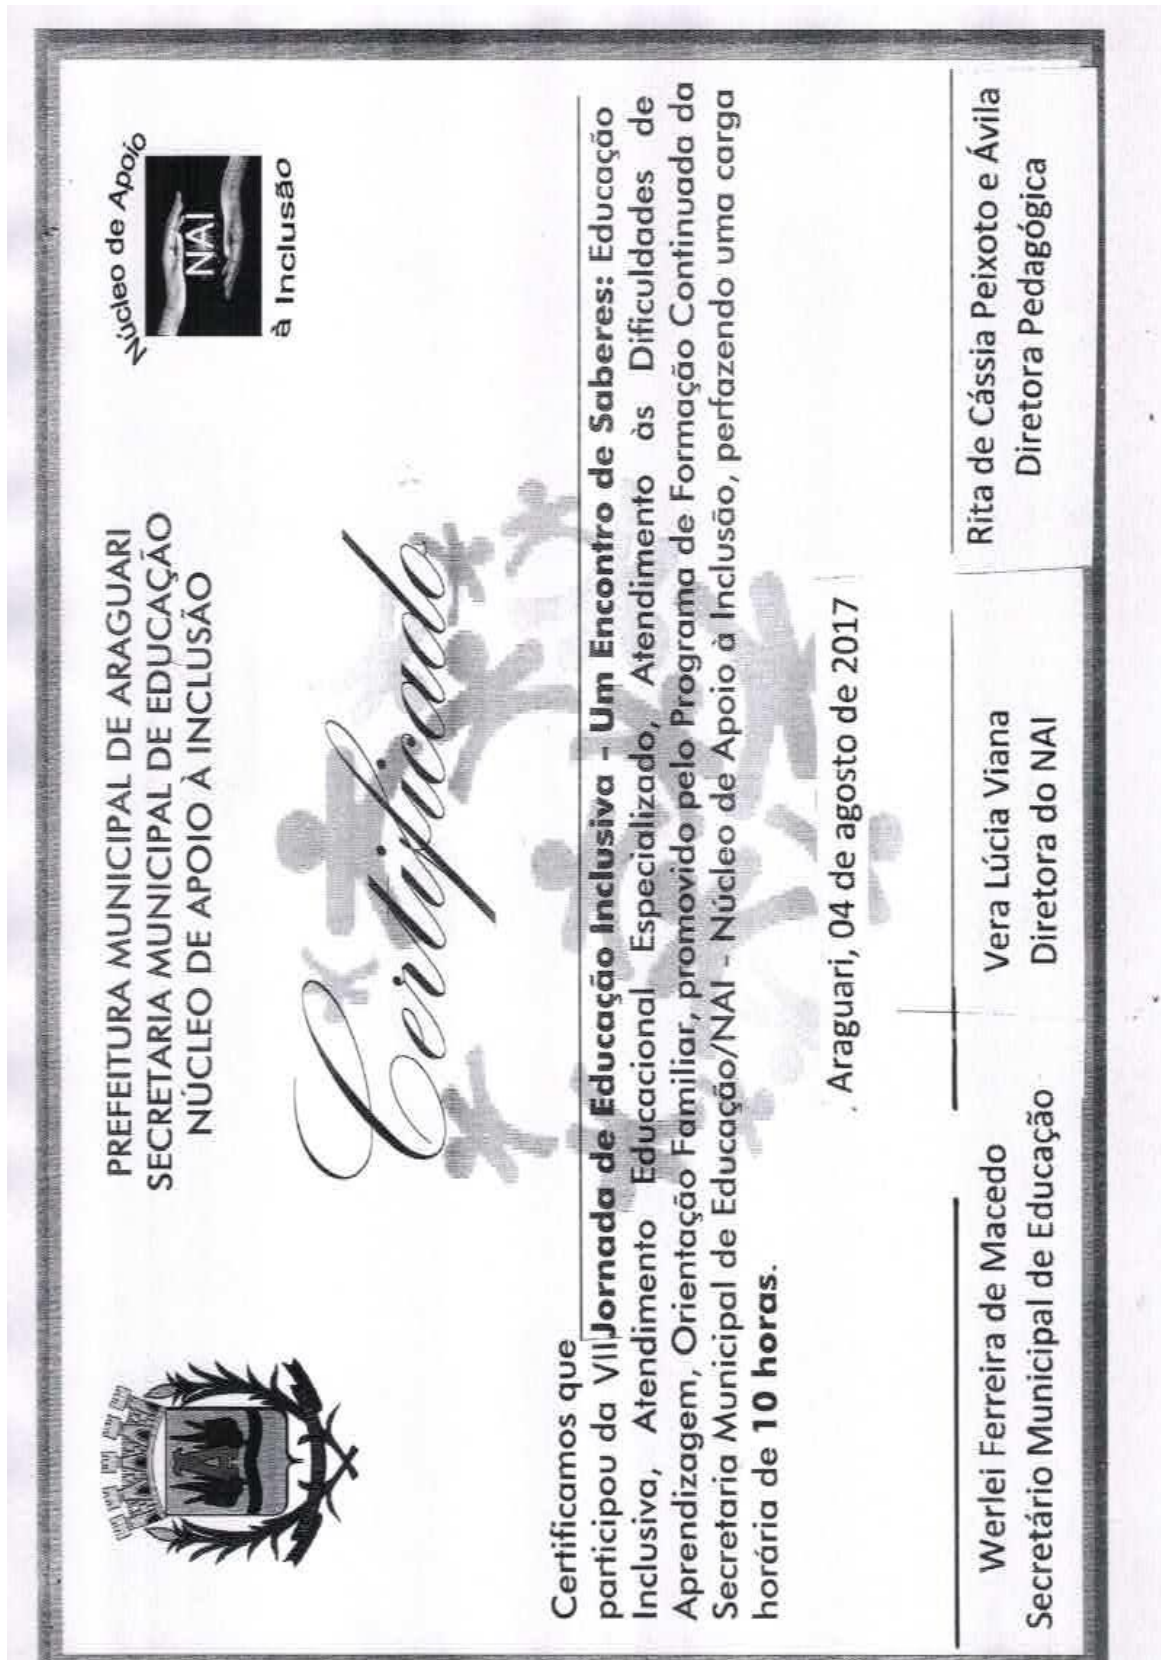 PREFEITURA MUNICIPAL DE ARAGUARI
SECRETARIA MUNICIPAL DE EDUCAÇÃO
NÚCLEO DE APOIO À INCLUSÃO
Núcleo de Apoio
NAI
à Inclusão
A
Certificado
Certificamos que
participou da VII Jornada de Educação Inclusiva - Um Encontro de Saberes: Educação
Inclusiva, Atendimento Educacional Especializado, Atendimento às Dificuldades de
Aprendizagem, Orientação Familiar, promovido pelo Programa de Formação Continuada da
Secretaria Municipal de Educação/NAI - Núcleo de Apoio à Inclusão, perfazendo uma carga
horária de 10 horas.
Araguari, 04 de agosto de 2017
Werlei Ferreira de Macedo
Secretário Municipal de Educação
Vera Lúcia Viana
Diretora do NAI
Rita de Cássia Peixoto e Ávila
Diretora Pedagógica